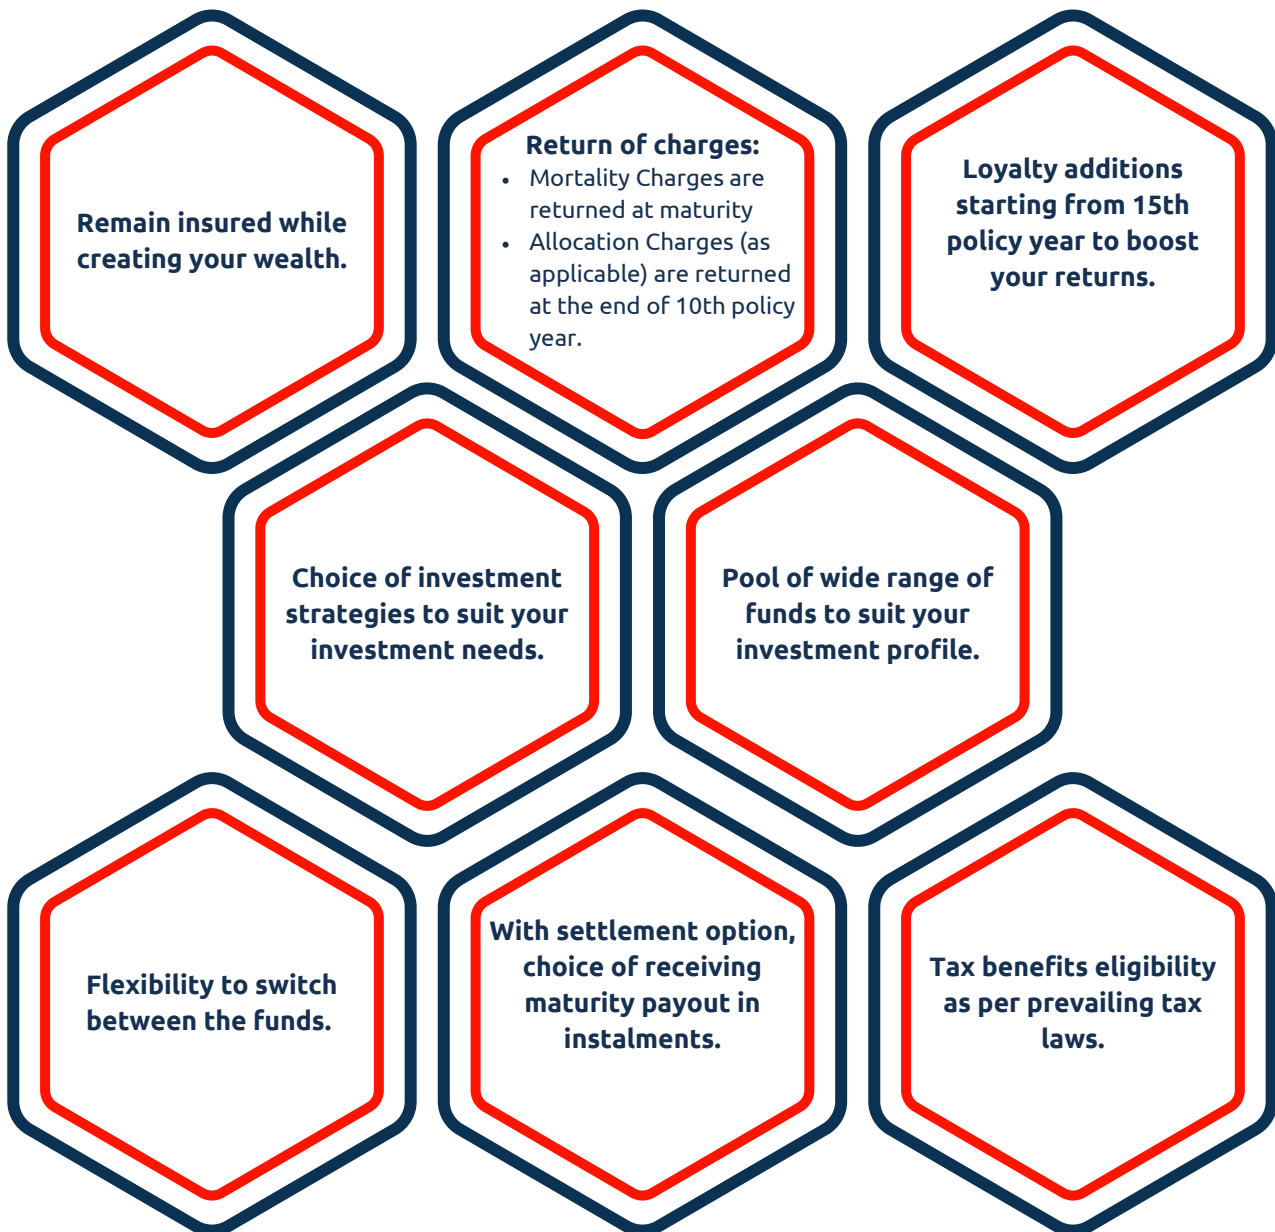 Remain insured while
creating your wealth.
Return of charges:
• Mortality Charges are
returned at maturity
• Allocation Charges (as
applicable) are returned
at the end of 10th policy
year.
Loyalty additions
starting from 15th
policy year to boost
your returns.
Choice of investment
strategies to suit your
investment needs.
Pool of wide range of
funds to suit your
investment profile.
Flexibility to switch
between the funds.
With settlement option,
choice of receiving
maturity payout in
instalments.
Tax benefits eligibility
as per prevailing tax
laws.